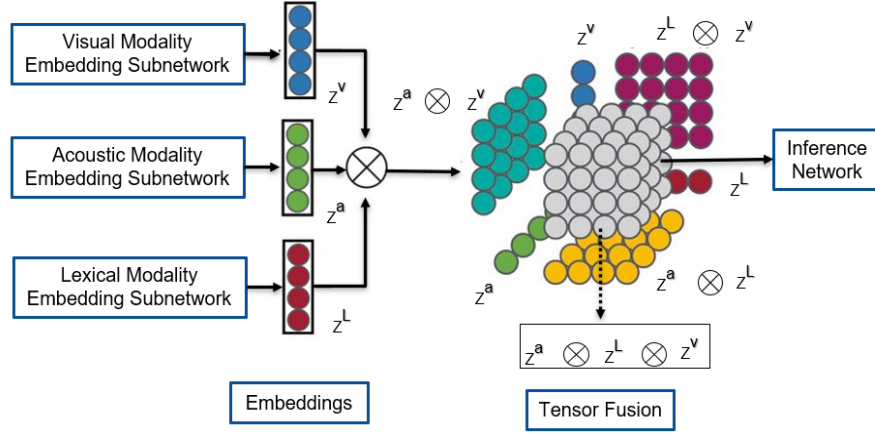 Visual Modality
Embedding Subnetwork
z^v
Acoustic Modality
Embedding Subnetwork
z^a
Lexical Modality
Embedding Subnetwork
z^L
z^a ⊗ z^v
z^v
z^L ⊗ z^v
z^L
z^a
z^a ⊗ z^L
z^a ⊗ z^L ⊗ z^v
Inference
Network
Embeddings
Tensor Fusion